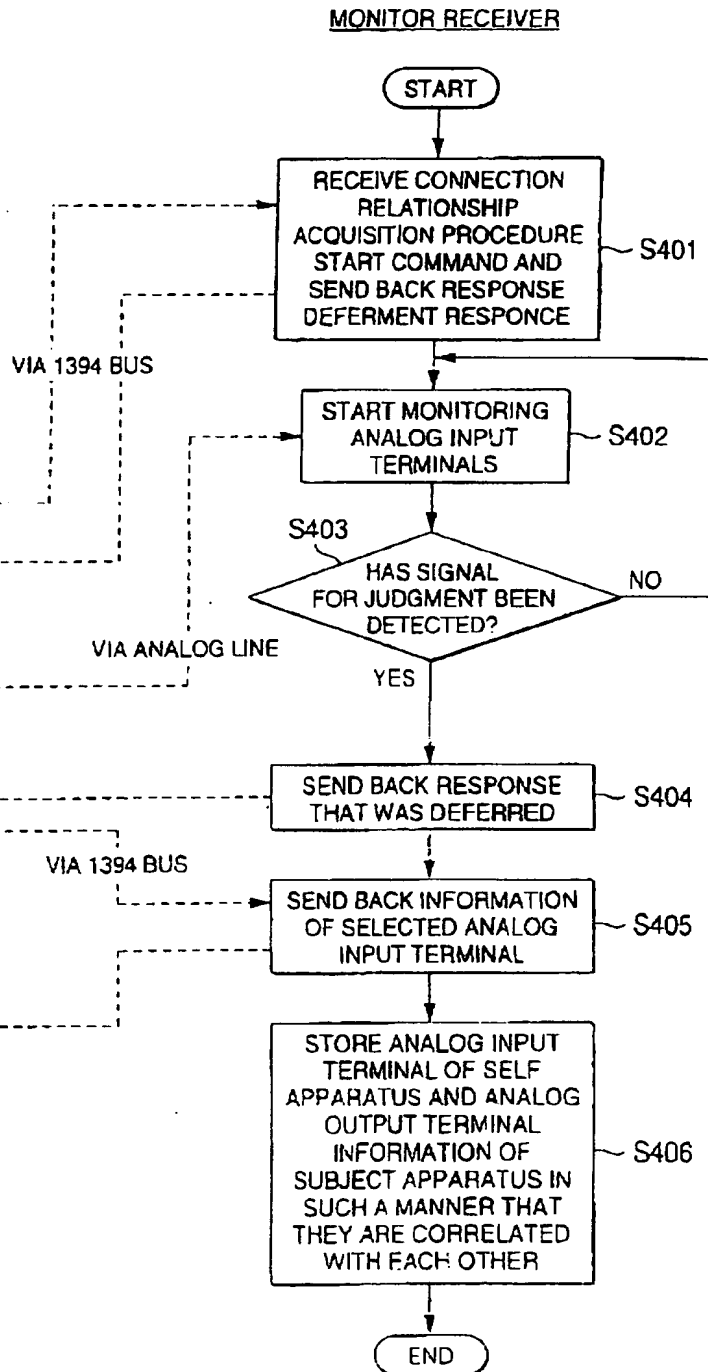 MONITOR RECEIVER
START
RECEIVE CONNECTION
RELATIONSHIP
ACQUISITION PROCEDURE
START COMMAND AND
SEND BACK RESPONSE
DEFERMENT RESPONCE
S401
VIA 1394 BUS
START MONITORING
ANALOG INPUT
TERMINALS
S402
S403
HAS SIGNAL
FOR JUDGMENT BEEN
DETECTED?
NO
VIA ANALOG LINE
YES
SEND BACK RESPONSE
THAT WAS DEFERRED
S404
VIA 1394 BUS
SEND BACK INFORMATION
OF SELECTED ANALOG
INPUT TERMINAL
S405
STORE ANALOG INPUT
TERMINAL OF SELF
APPARATUS AND ANALOG
OUTPUT TERMINAL
INFORMATION OF
SUBJECT APPARATUS IN
SUCH A MANNER THAT
THEY ARE CORRELATED
WITH EACH OTHER
S406
END